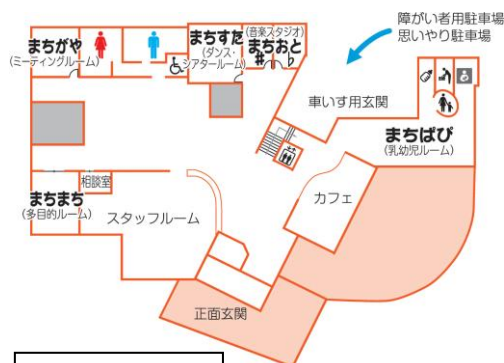 障がい者用駐車場
思いやり駐車場
まちがや
(ミーティングルーム)
まちすた
(ダンス・
シアタールーム)
(音楽スタジオ)
まちおと
# ♭
車いす用玄関
まちばぴ
(乳幼児ルーム)
相談室
まちまち
(多目的ルーム)
スタッフルーム
カフェ
正面玄関